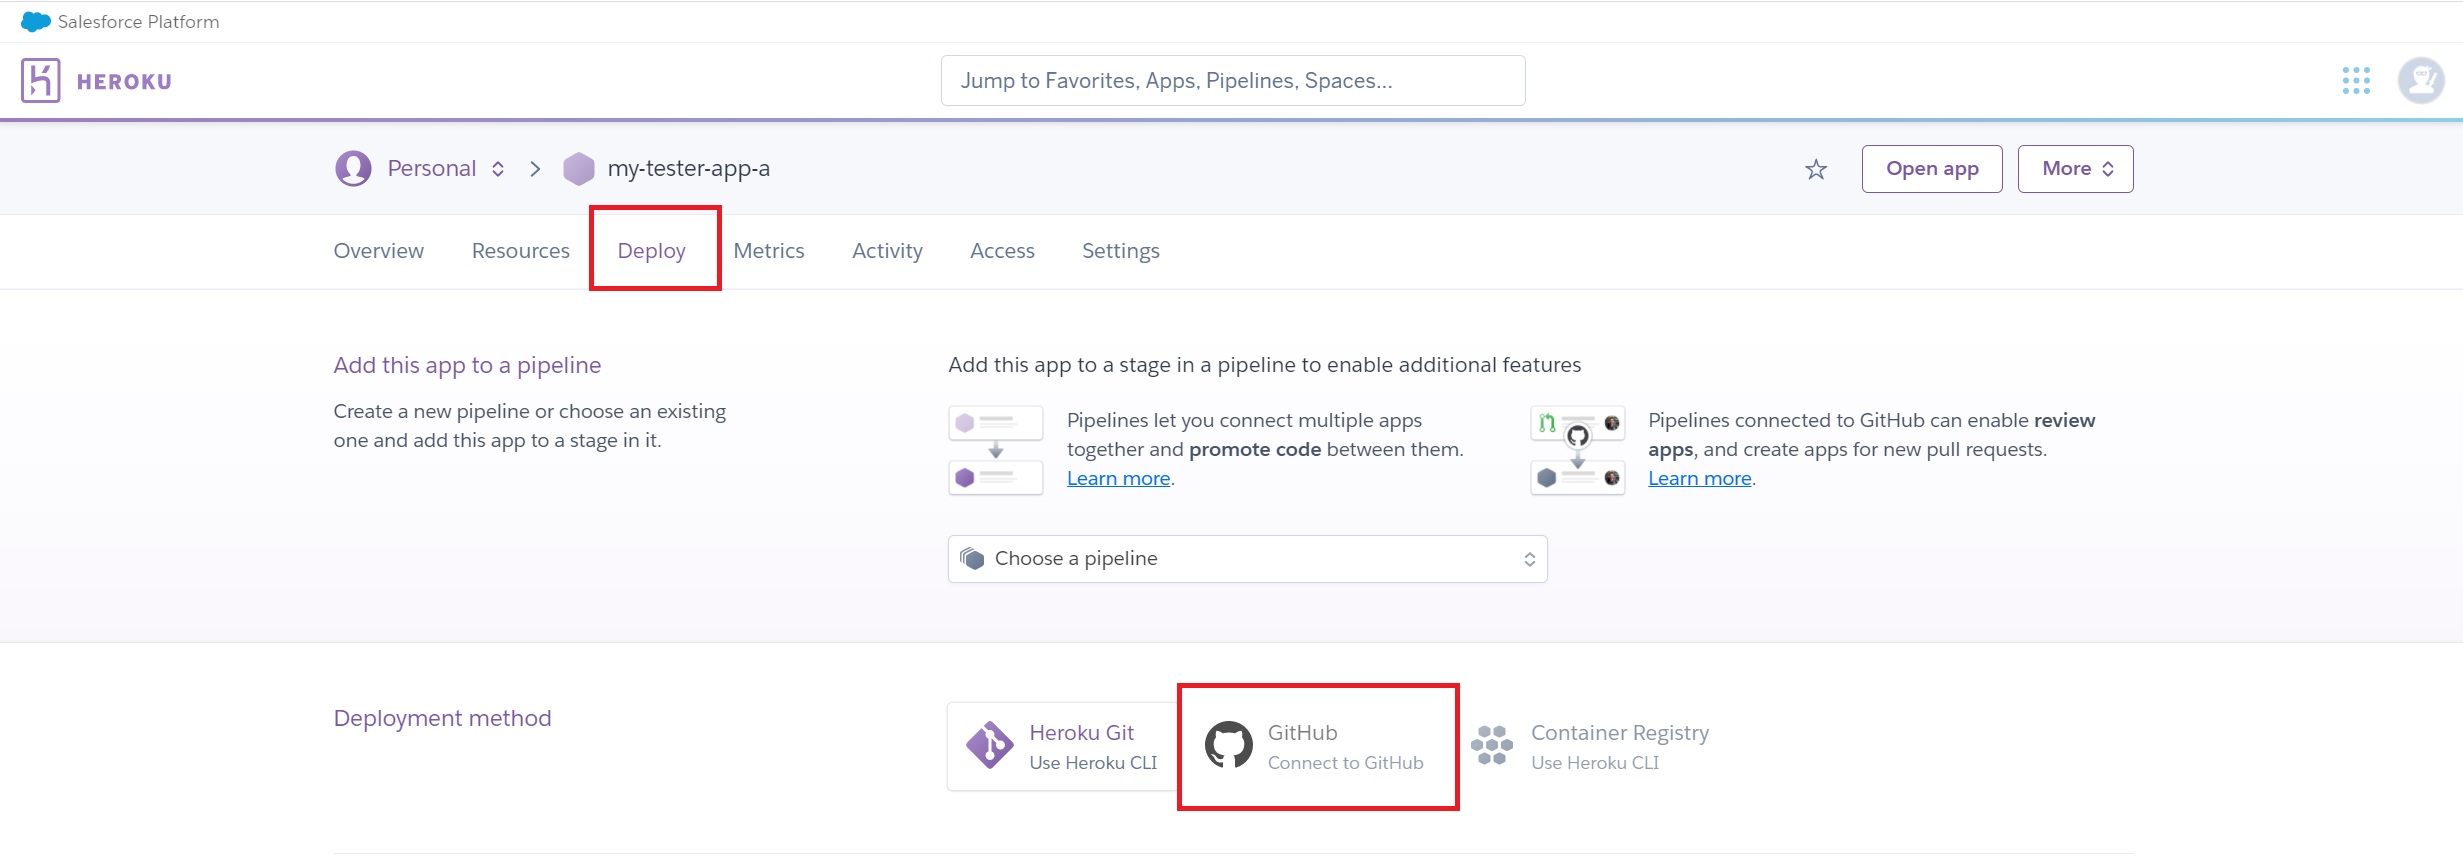 Salesforce Platform
HEROKU
Jump to Favorites, Apps, Pipelines, Spaces...
Personal
my-tester-app-a
Open app
More
Overview
Resources
Deploy
Metrics
Activity
Access
Settings
Add this app to a pipeline
Create a new pipeline or choose an existing
one and add this app to a stage in it.
Add this app to a stage in a pipeline to enable additional features
Pipelines let you connect multiple apps
together and promote code between them.
Learn more.
Pipelines connected to GitHub can enable review
apps, and create apps for new pull requests.
Learn more.
Choose a pipeline
Deployment method
Heroku Git
Use Heroku CLI
GitHub
Connect to GitHub
Container Registry
Use Heroku CLI